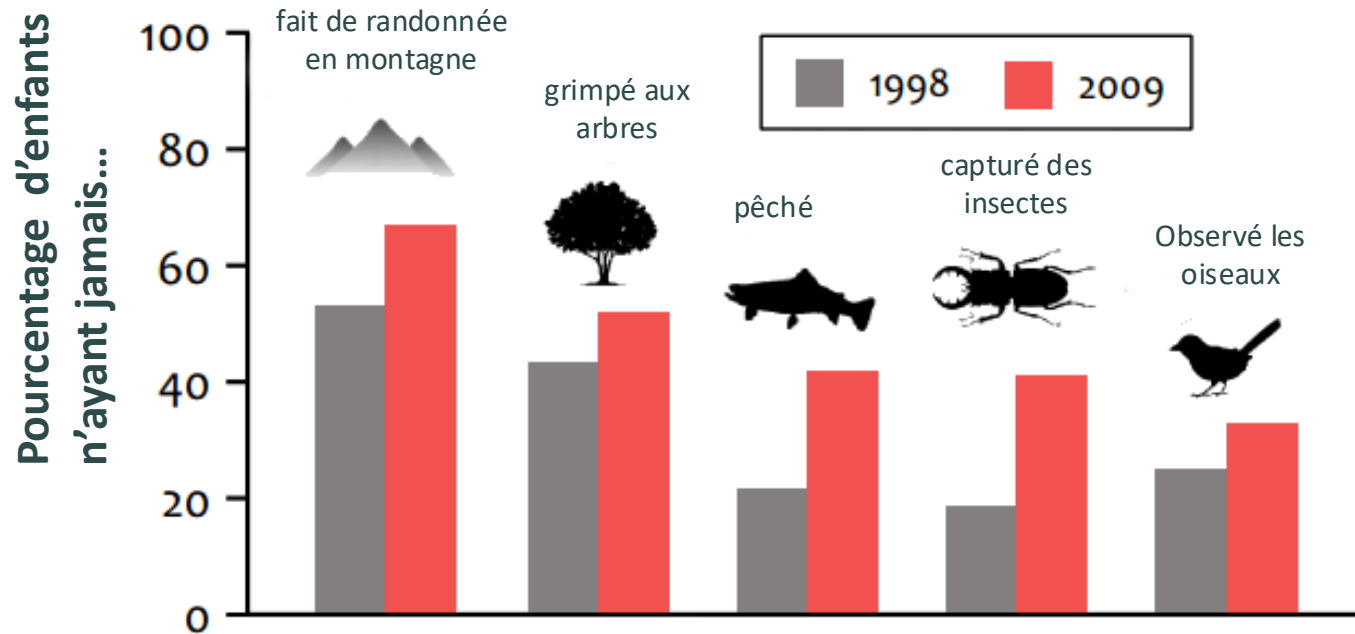 Pourcentage d'enfants
n'ayant jamais...
100
80
60
40
20
0
fait de randonnée
en montagne
grimpé aux
arbres
pêché
capturé des
insectes
Observé les
oiseaux
1998
2009